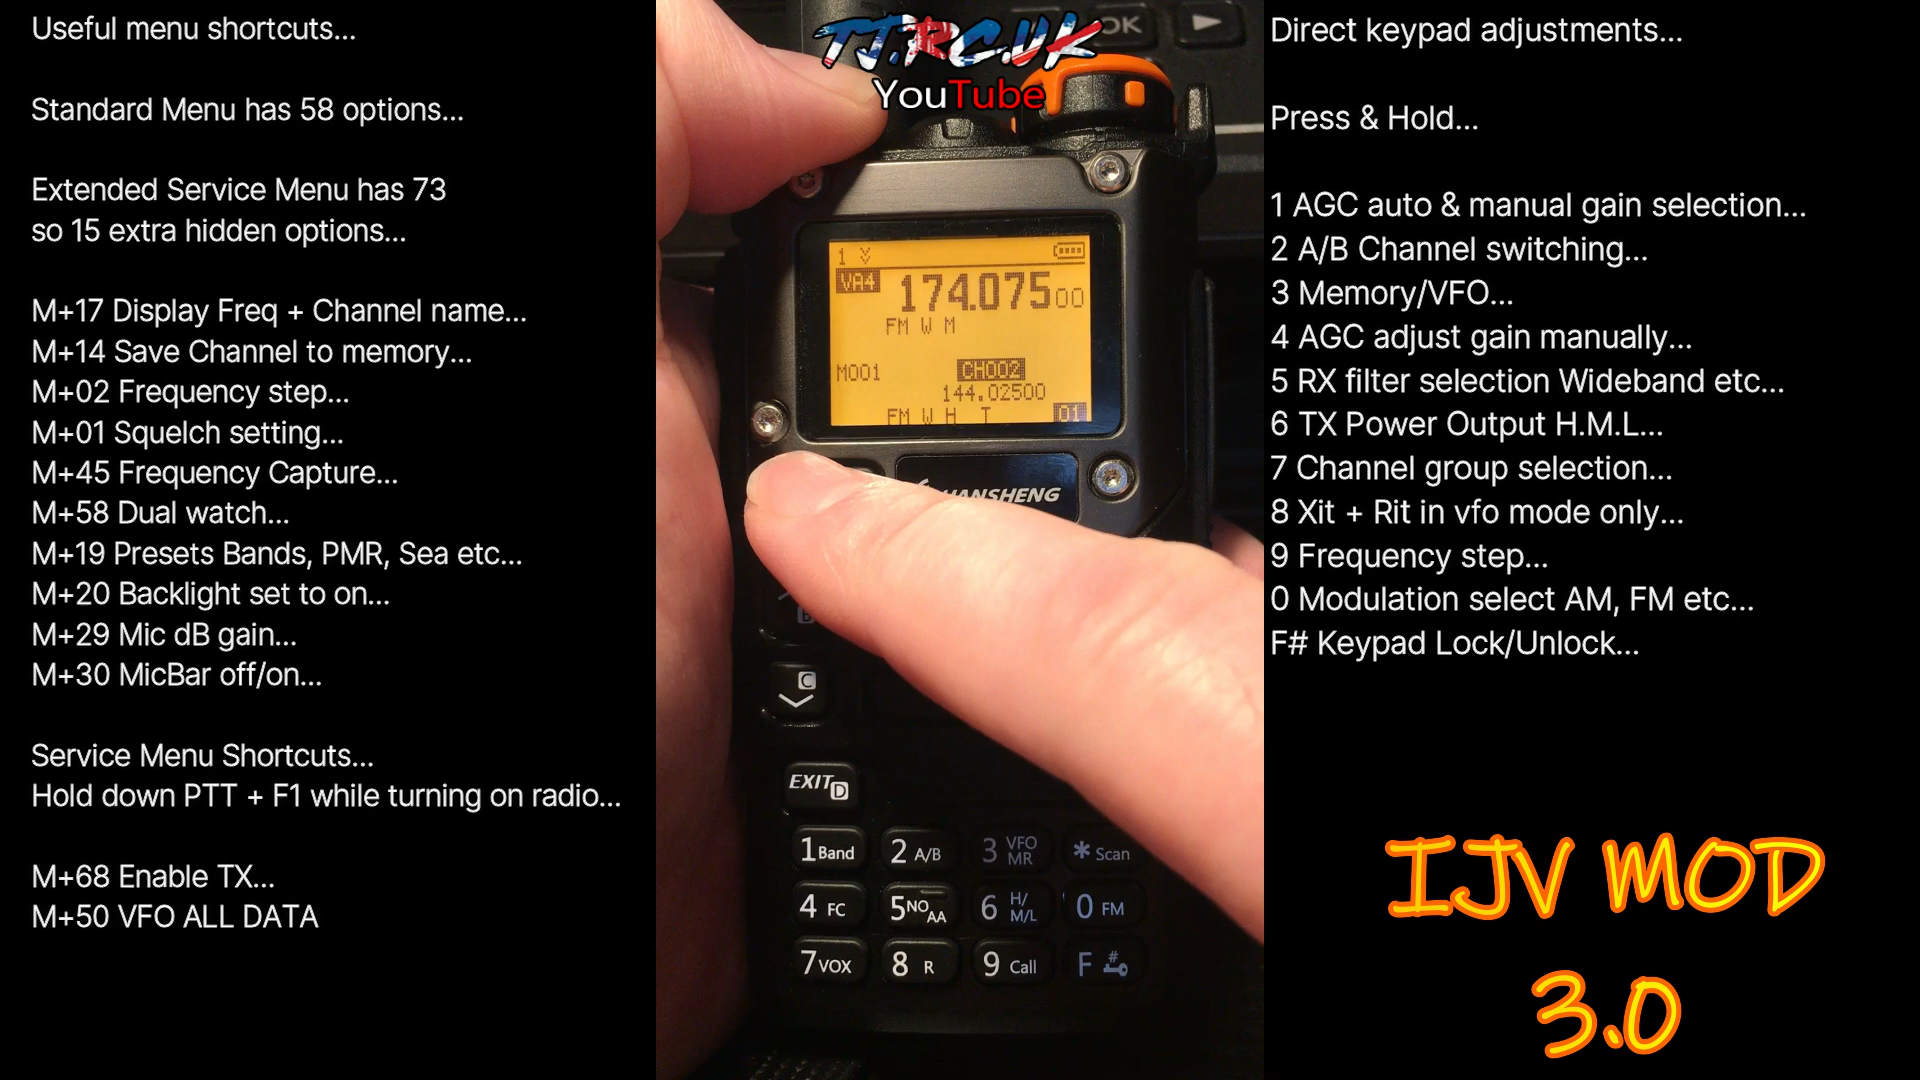 Useful menu shortcuts...
Standard Menu has 58 options...
Extended Service Menu has 73
so 15 extra hidden options...
M+17 Display Freq + Channel name...
M+14 Save Channel to memory...
M+02 Frequency step...
M+01 Squelch setting...
M+45 Frequency Capture...
M+58 Dual watch...
M+19 Presets Bands, PMR, Sea etc...
M+20 Backlight set to on...
M+29 Mic dB gain...
M+30 MicBar off/on...
Service Menu Shortcuts...
Hold down PTT + F1 while turning on radio...
M+68 Enable TX...
M+50 VFO ALL DATA
TJ.RC.UK
YouTube
OK
1
VA4 174.07500
FM W M
M001 CH002
144.02500
FM W H T 01
ANSHENG
B
C
EXIT D
1 Band 2 A/B 3 VFO MR * Scan
4 FC 5 NO AA 6 H/ M/L 0 FM
7 VOX 8 R 9 Call F #
Direct keypad adjustments...
Press & Hold...
1 AGC auto & manual gain selection...
2 A/B Channel switching...
3 Memory/VFO...
4 AGC adjust gain manually...
5 RX filter selection Wideband etc...
6 TX Power Output H.M.L...
7 Channel group selection...
8 Xit + Rit in vfo mode only...
9 Frequency step...
0 Modulation select AM, FM etc...
F# Keypad Lock/Unlock...
IJV MOD
3.0